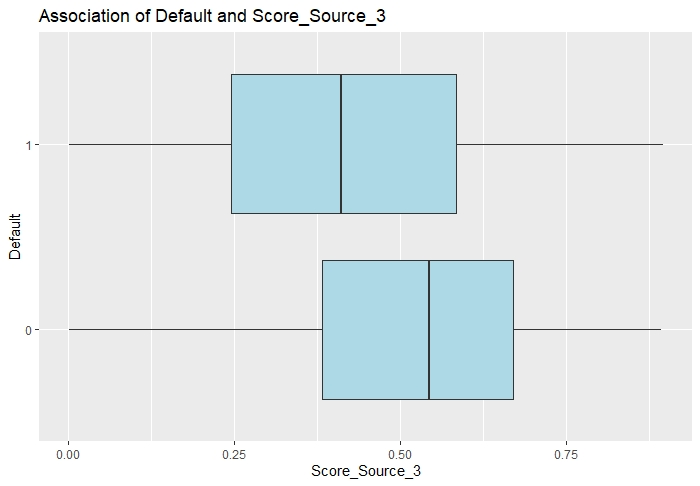 Association of Default and Score_Source_3
Default
1
0
0.00 0.25 0.50 0.75
Score_Source_3